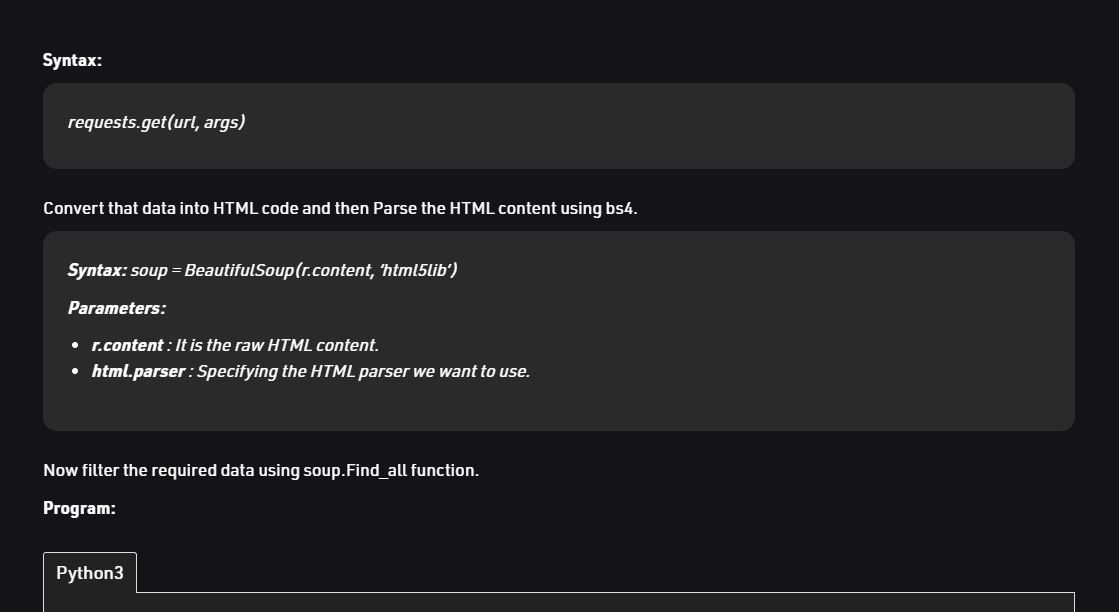 Syntax:
requests.get(url, args)
Convert that data into HTML code and then Parse the HTML content using bs4.
Syntax: soup = BeautifulSoup(r.content, ‘html5lib‘)
Parameters:
• r.content : It is the raw HTML content.
• html.parser : Specifying the HTML parser we want to use.
Now filter the required data using soup.Find_all function.
Program:
Python3